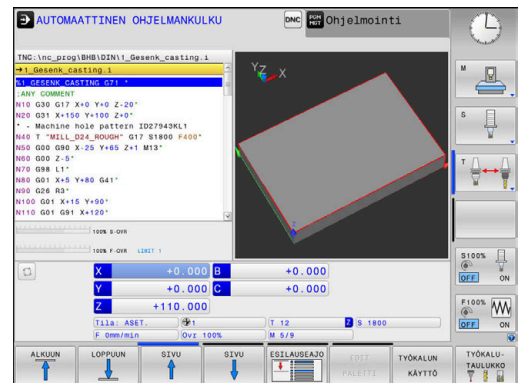 AUTOMAATTINEN OHJELMANKULKU
DNC
PGM MGT
Ohjelmointi
TNC:\nc_prog\BHB\DIN\1_Gesenk_casting.i
→1_Gesenk_casting.i
%1_GESENK_CASTING G71 *
;ANY COMMENT
N10 G30 G17 X+0 Y+0 Z-20*
N20 G31 X+150 Y+100 Z+0*
* - Machine hole pattern ID27943KL1
N40 T "MILL_D24_ROUGH" G17 S1800 F400*
N50 G00 G90 X-25 Y+65 Z+1 M13*
N60 G00 Z-5*
N70 G98 L1*
N80 G01 X+5 Y+80 G41*
N90 G26 R3*
N100 G01 X+15 Y+90*
N110 G01 G91 X+120*
Z Y X
100% S-OVR
100% F-OVR LIMIT 1
X +0.000 B +0.000
Y +0.000 C +0.000
Z +110.000
Tila: ASET. 1 T 12 Z S 1800
F 0mm/min Ovr 100% M 5/9
M
S
T
S100%
OFF ON
F100%
OFF ON
ALKUUN
LOPPUUN
SIVU
SIVU
ESILAUSEAJO
EDIT PALETTI
TYÖKALUN KÄYTTÖ
TYÖKALU-TAULUKKO